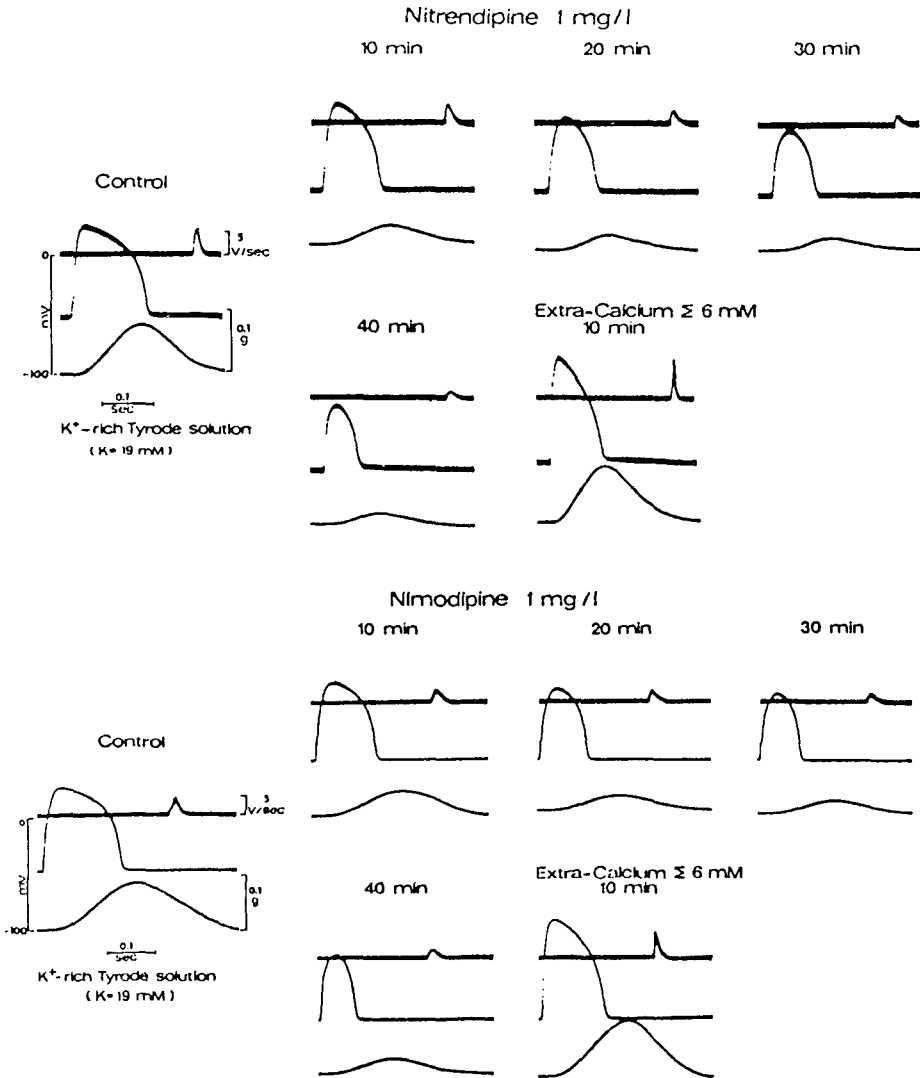 Nitrendipine 1 mg/l
10 min
20 min
30 min
Control
3
V/sec
0
mV
-100
0.1
g
0.1
Sec
K+-rich Tyrode solution
(K= 19 mM)
40 min
Extra-Calcium Σ 6 mM
10 min
Nimodipine 1 mg/l
10 min
20 min
30 min
Control
3
V/sec
0
mV
-100
0.1
g
0.1
Sec
K+-rich Tyrode solution
(K= 19 mM)
40 min
Extra-Calcium Σ 6 mM
10 min